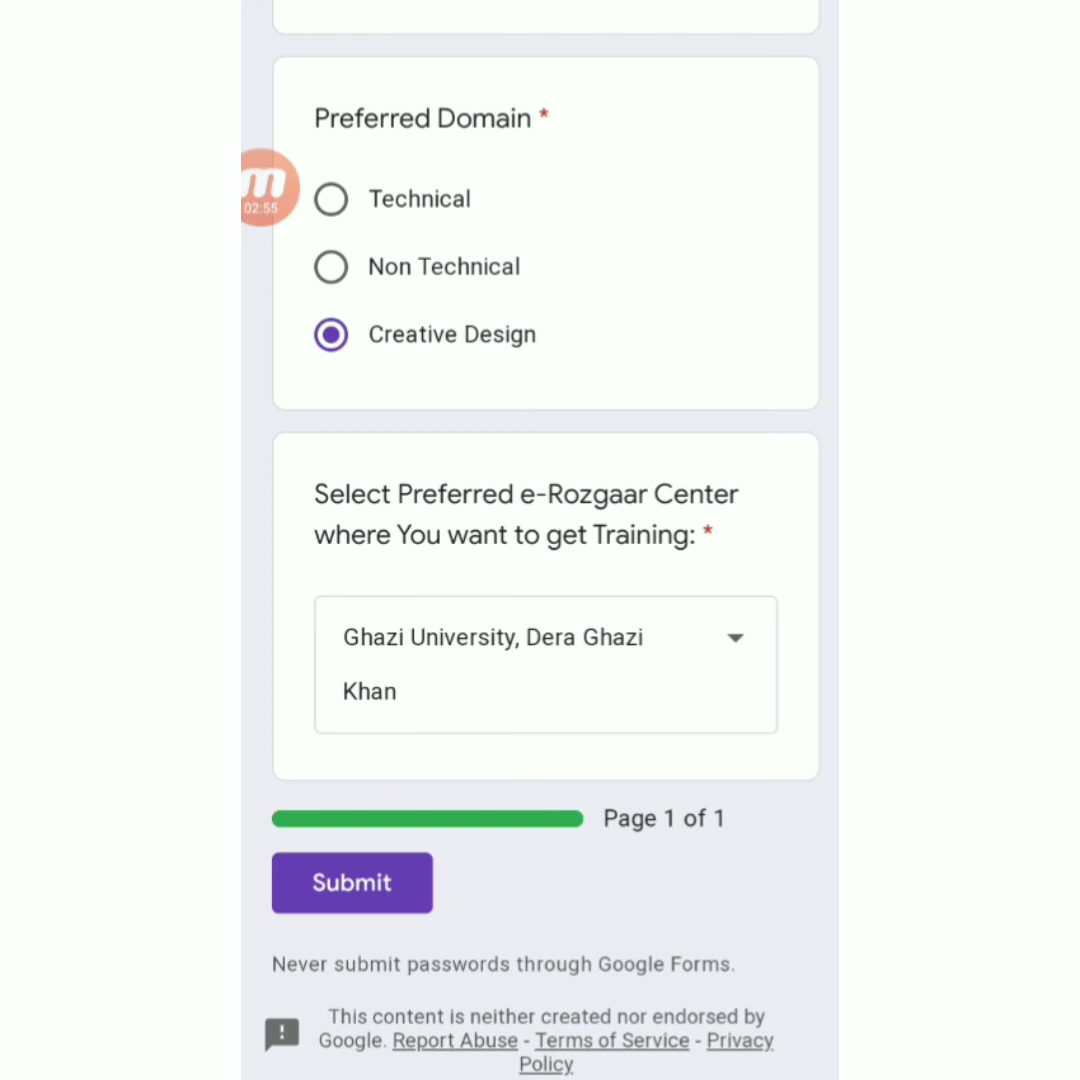 Preferred Domain *
m
02:55
Technical
Non Technical
Creative Design
Select Preferred e-Rozgaar Center
where You want to get Training: *
Ghazi University, Dera Ghazi
Khan
Page 1 of 1
Submit
Never submit passwords through Google Forms.
!
This content is neither created nor endorsed by
Google. Report Abuse - Terms of Service - Privacy
Policy